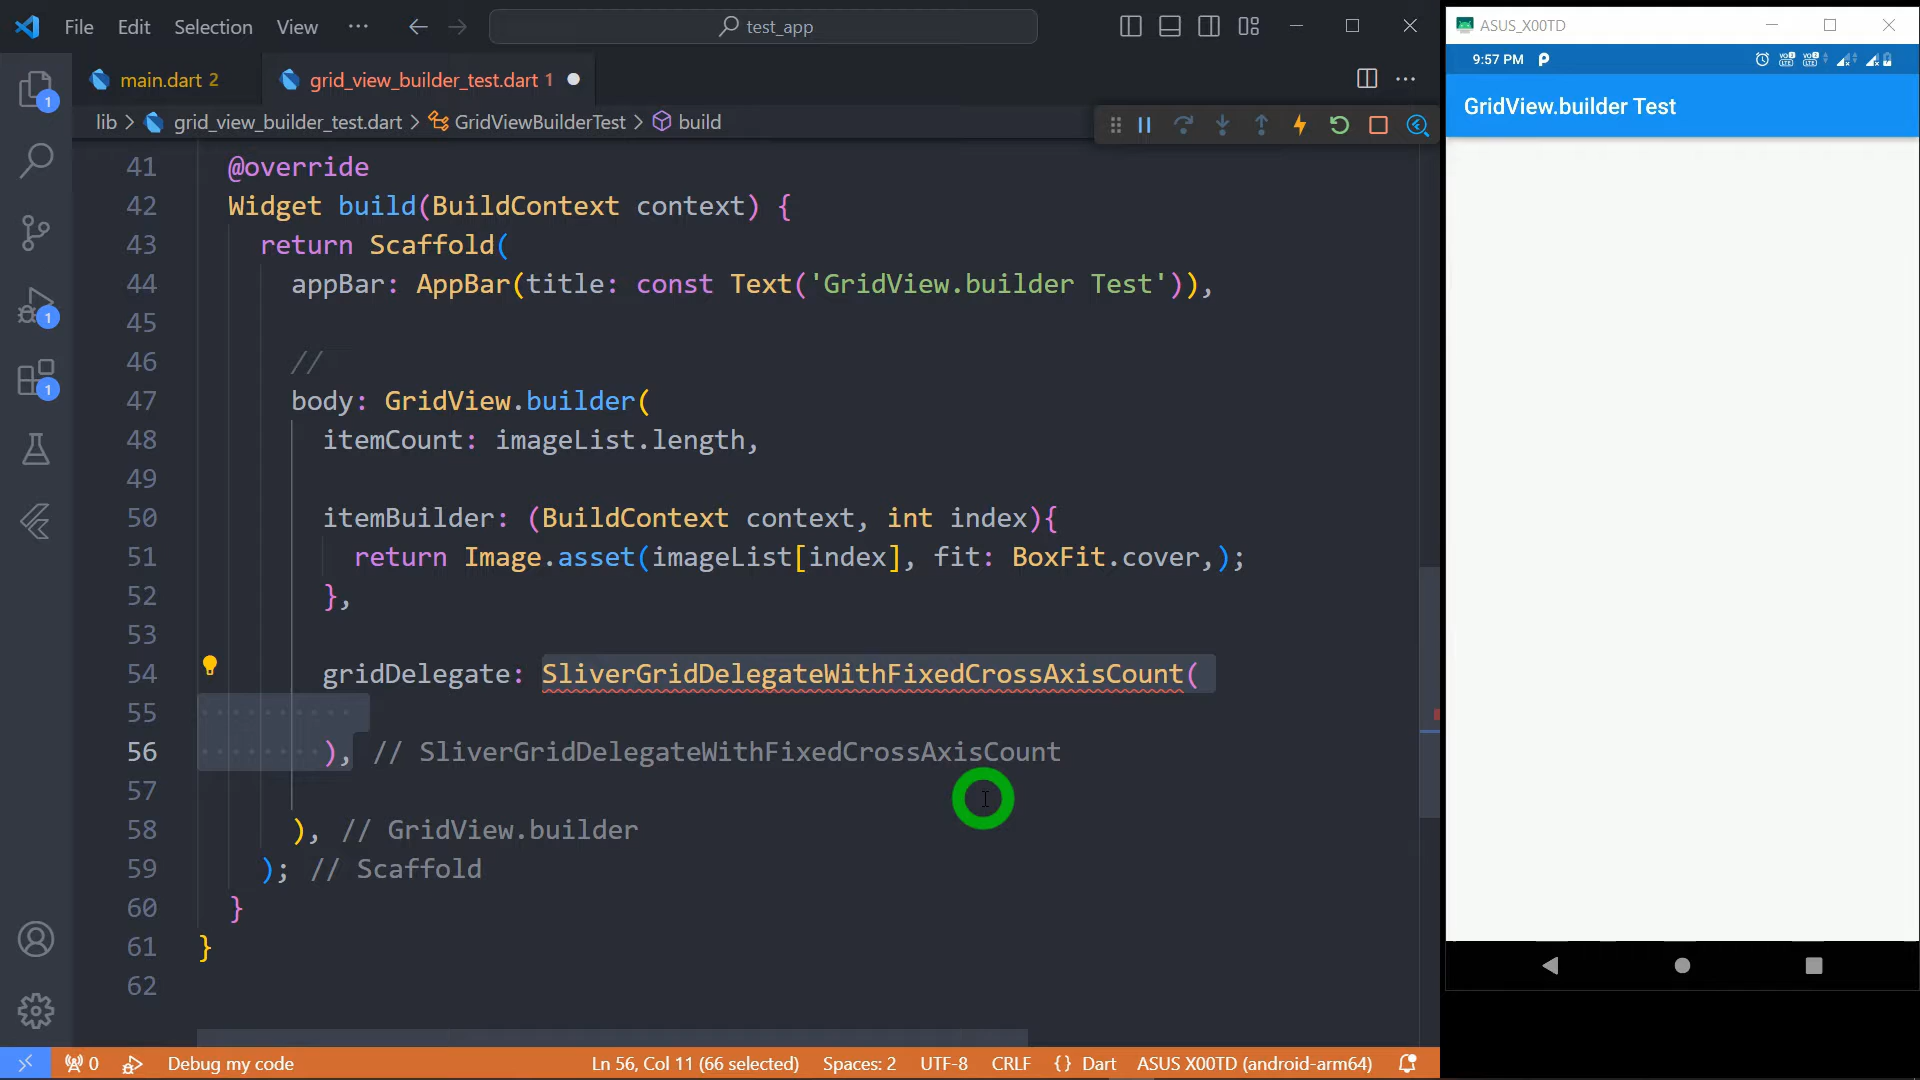 File Edit Selection View ··· test_app
main.dart 2 grid_view_builder_test.dart 1
lib > grid_view_builder_test.dart > GridViewBuilderTest > build
41 @override
42 Widget build(BuildContext context) {
43 return Scaffold(
44 appBar: AppBar(title: const Text('GridView.builder Test')),
45
46 //
47 body: GridView.builder(
48 itemCount: imageList.length,
49
50 itemBuilder: (BuildContext context, int index){
51 return Image.asset(imageList[index], fit: BoxFit.cover,);
52 },
53
54 gridDelegate: SliverGridDelegateWithFixedCrossAxisCount(
55
56 ), // SliverGridDelegateWithFixedCrossAxisCount
57
58 ), // GridView.builder
59 ); // Scaffold
60 }
61 }
62
1
1
1
0 Debug my code Ln 56, Col 11 (66 selected) Spaces: 2 UTF-8 CRLF {} Dart ASUS X00TD (android-arm64)
ASUS_X00TD
9:57 PM
GridView.builder Test